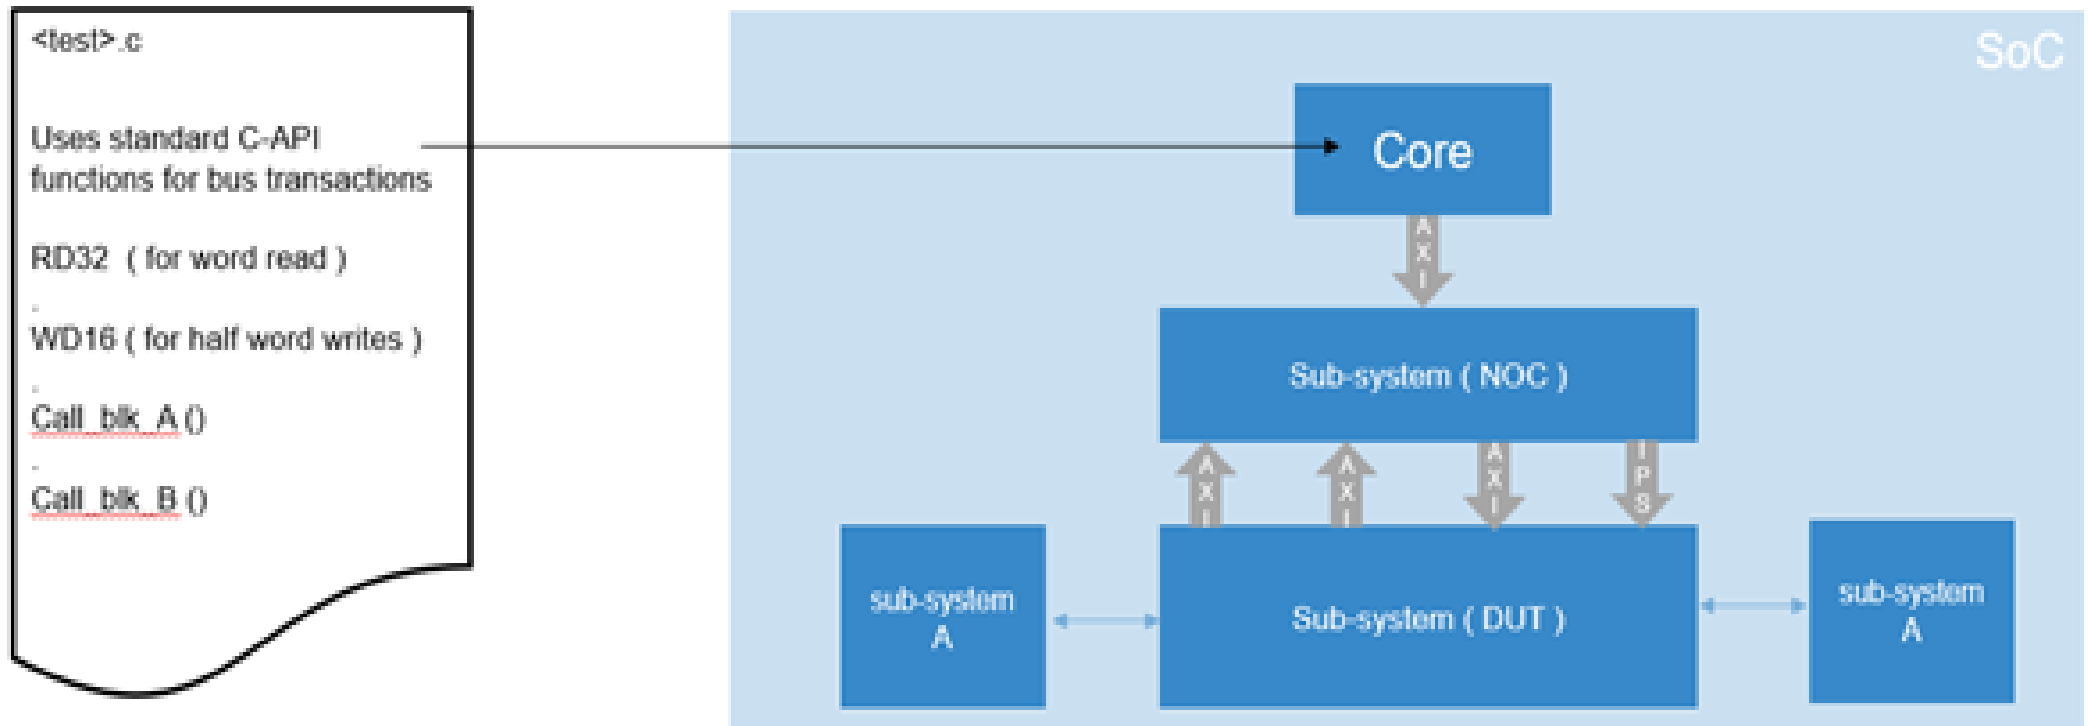 <test>.c
Uses standard C-API
functions for bus transactions
RD32 ( for word read )
.
WD16 ( for half word writes )
.
Call_blk_A ()
.
Call_blk_B ()
SoC
Core
AXI
Sub-system ( NOC )
AXI
AXI
AXI
IPS
sub-system
A
Sub-system ( DUT )
sub-system
A